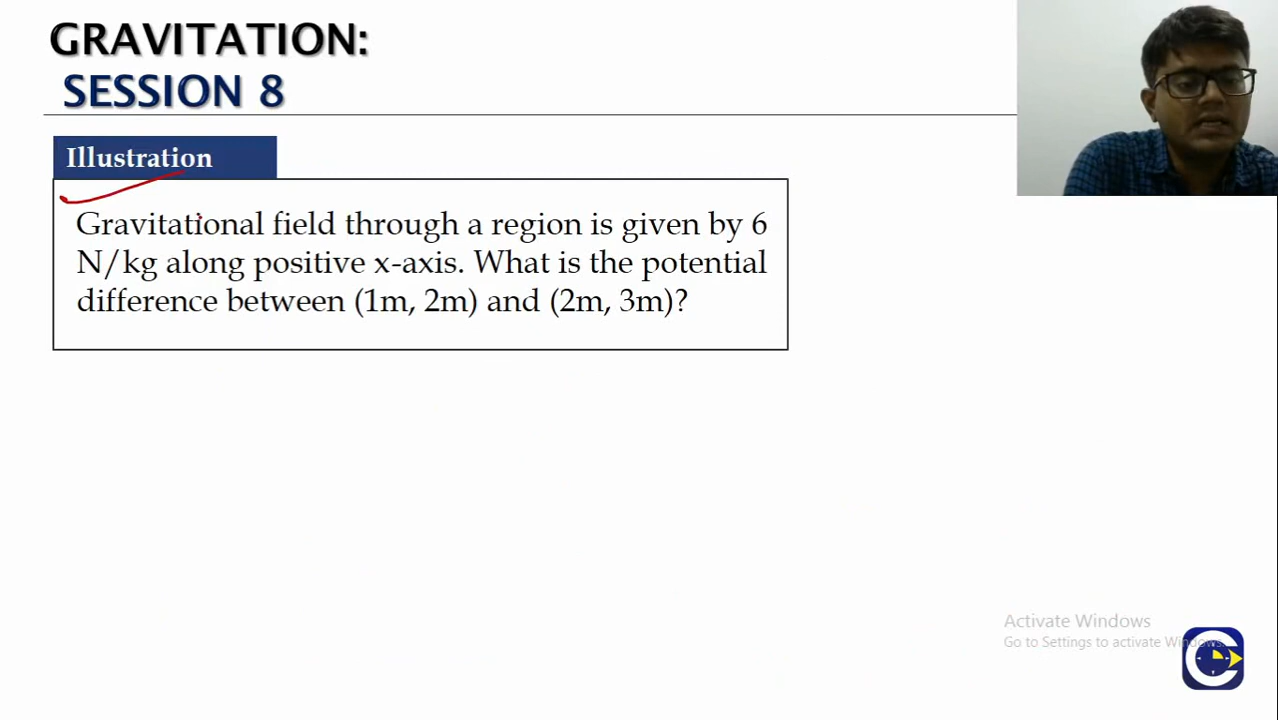 GRAVITATION:
SESSION 8
Illustration
Gravitational field through a region is given by 6
N/kg along positive x-axis. What is the potential
difference between (1m, 2m) and (2m, 3m)?
Activate Windows
Go to Settings to activate Windows.